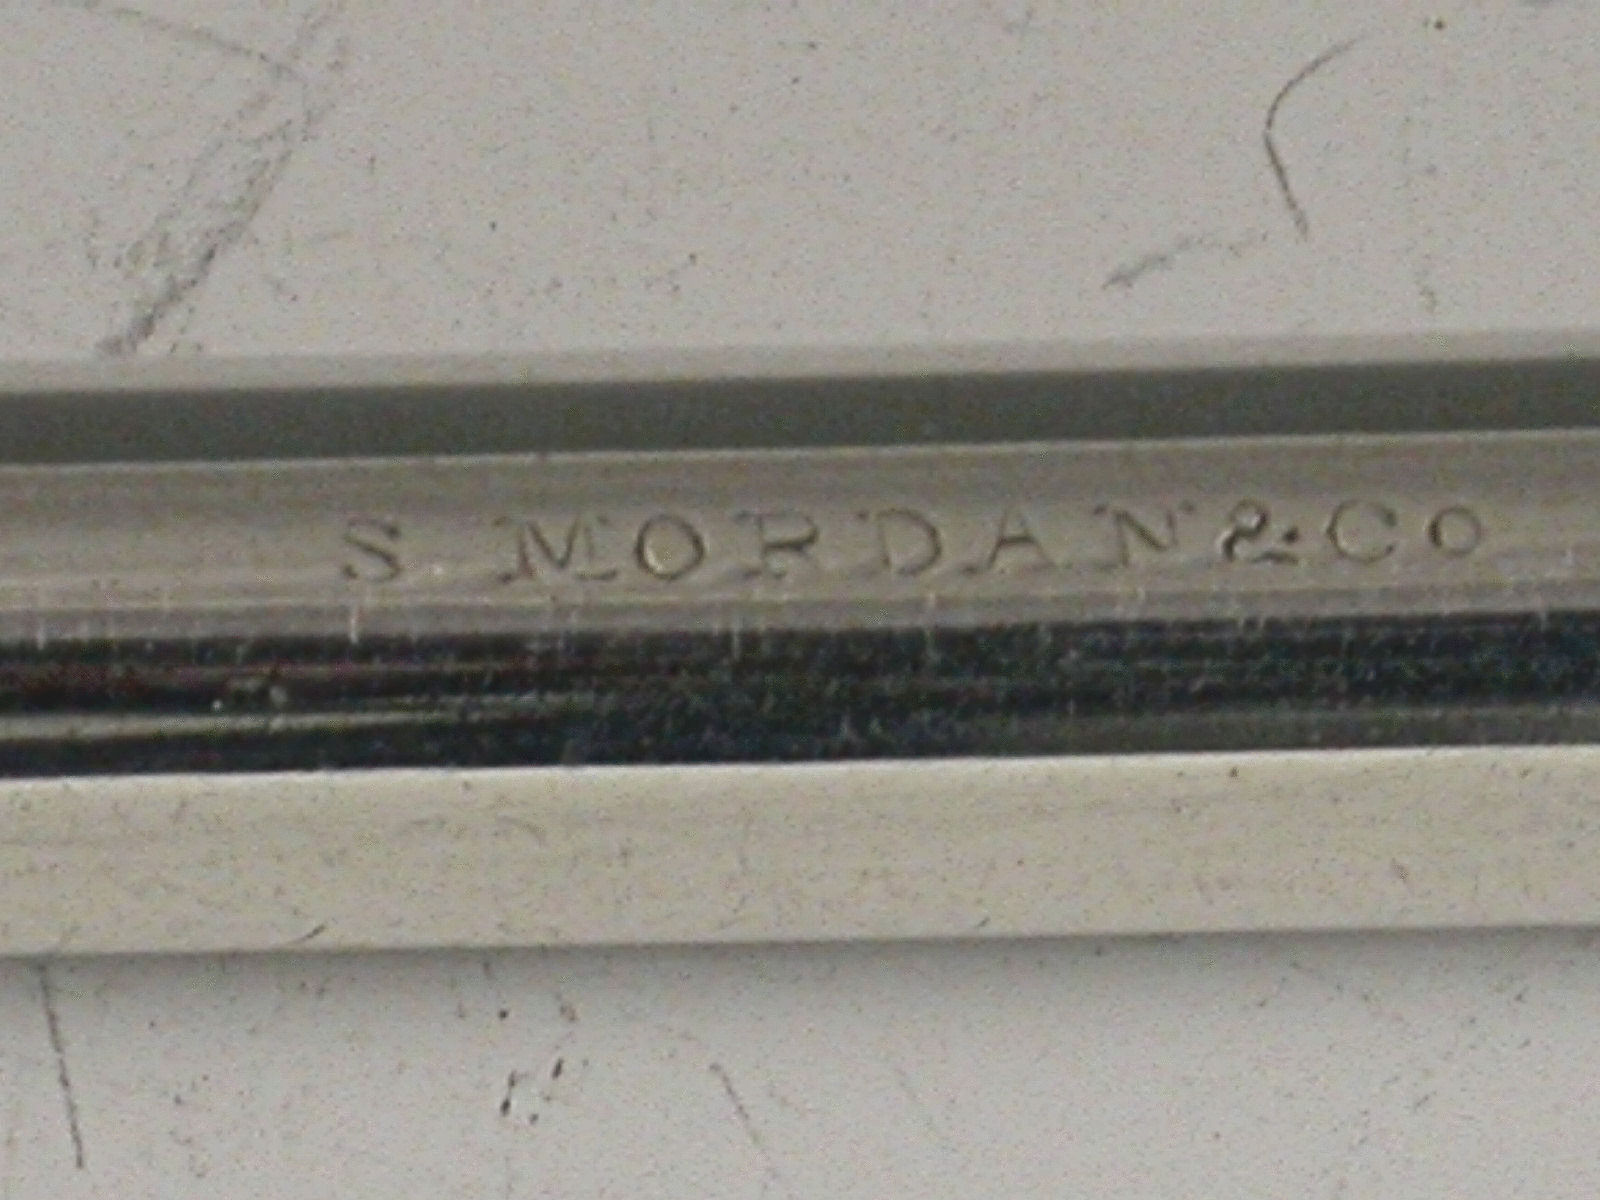 S. MORDAN & Co